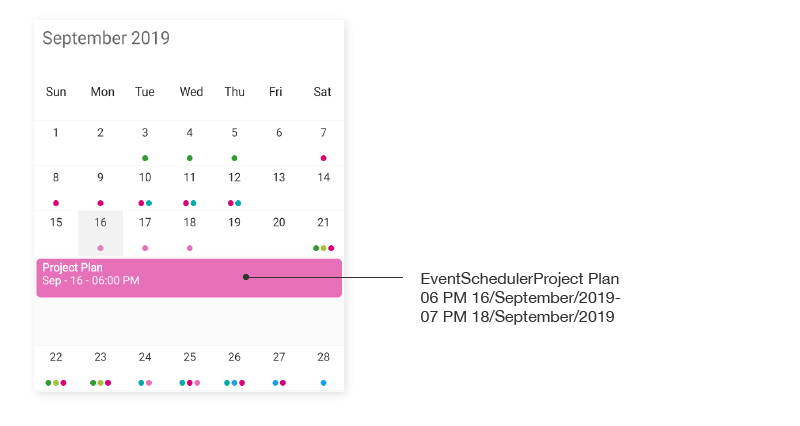 September 2019
Sun Mon Tue Wed Thu Fri Sat
1 2 3 4 5 6 7
8 9 10 11 12 13 14
15 16 17 18 19 20 21
Project Plan
Sep - 16 - 06:00 PM
EventSchedulerProject Plan
06 PM 16/September/2019-
07 PM 18/September/2019
22 23 24 25 26 27 28